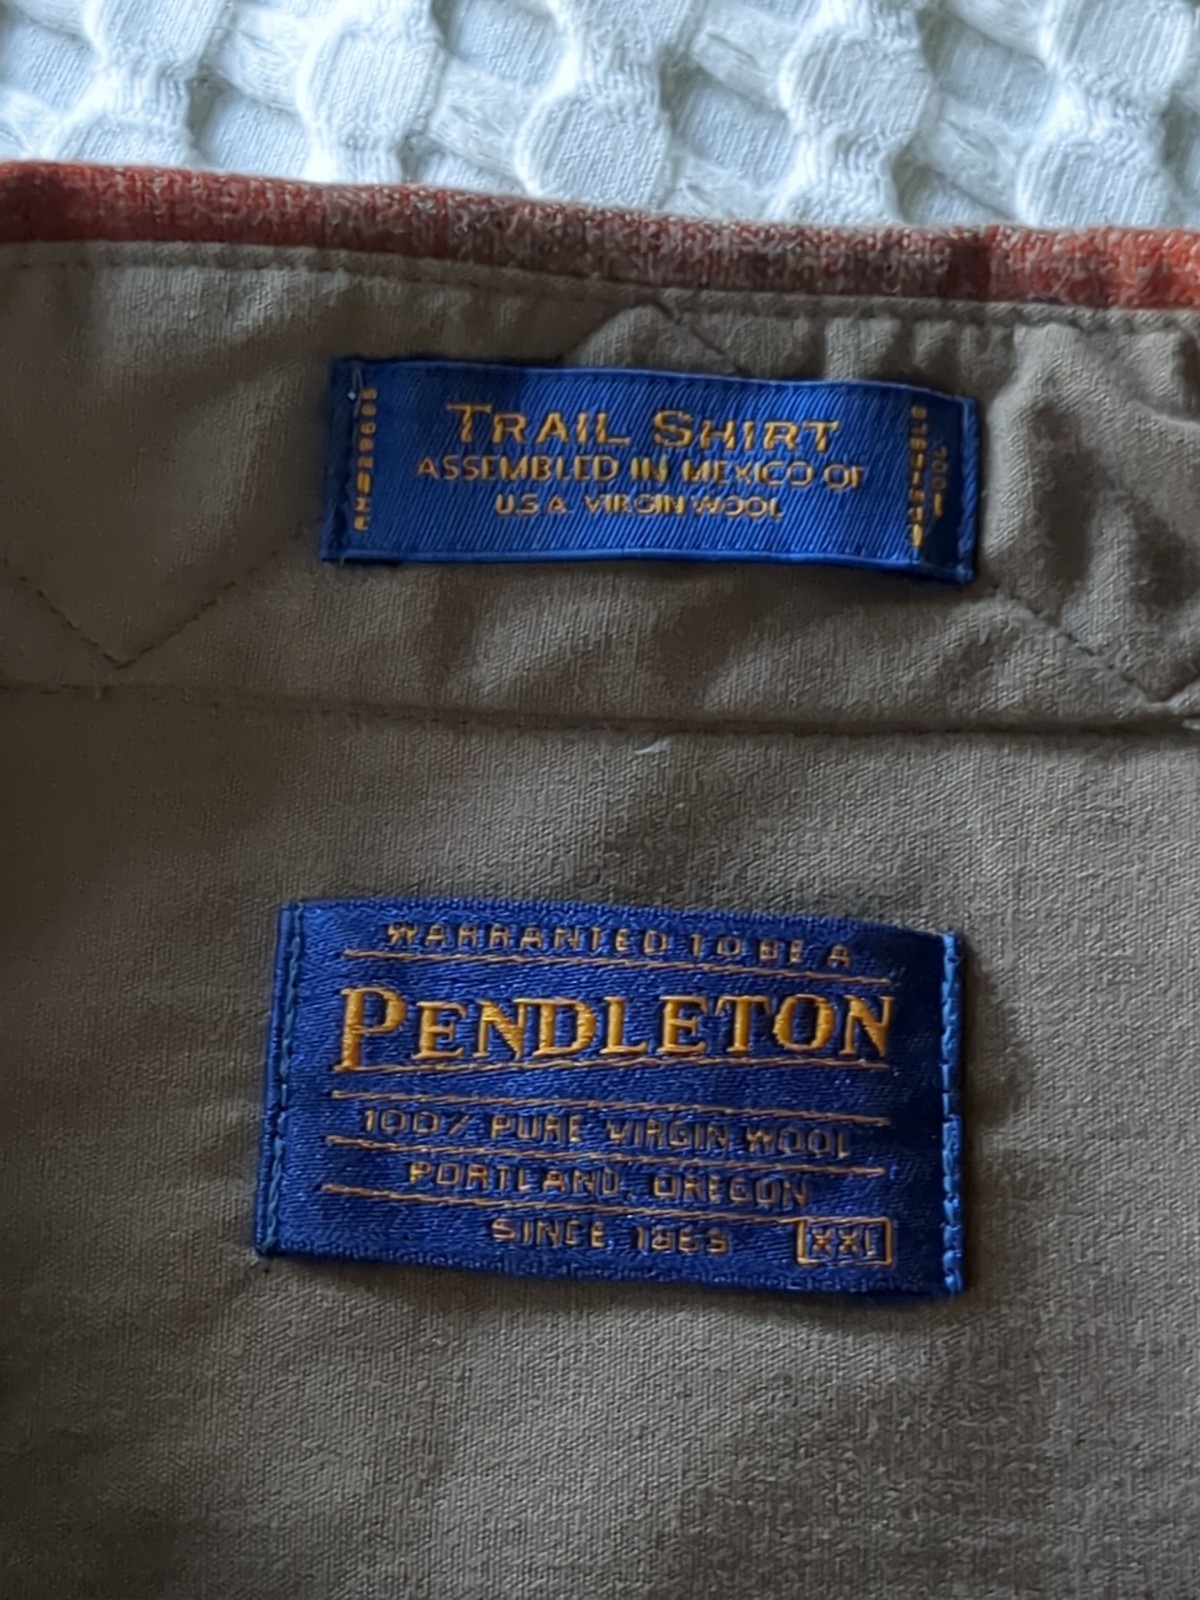 TRAIL SHIRT
ASSEMBLED IN MEXICO OF
U.S.A. VIRGIN WOOL
WARRANTED TO BE A
PENDLETON
100% PURE VIRGIN WOOL
PORTLAND, OREGON
SINCE 1863 XXL